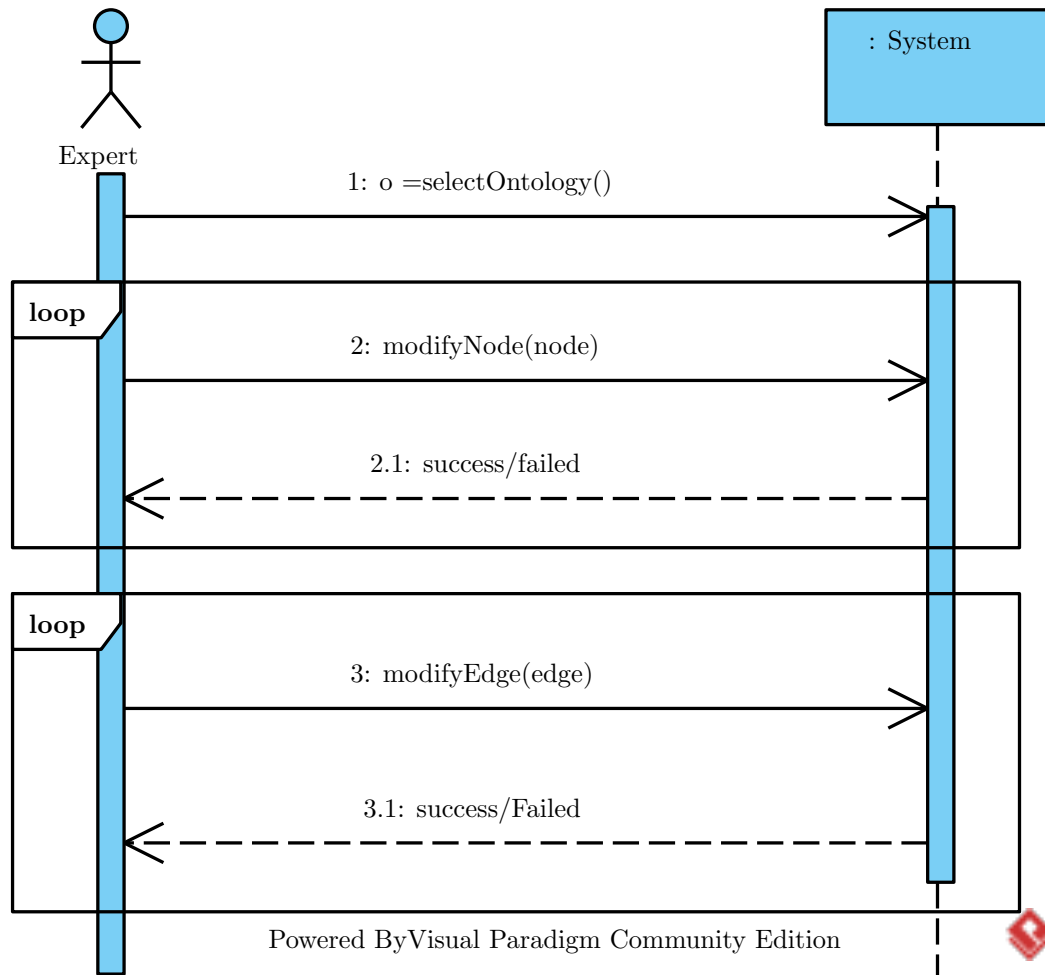 : System
Expert
1: o =selectOntology()
loop
2: modifyNode(node)
2.1: success/failed
loop
3: modifyEdge(edge)
3.1: success/Failed
Powered ByVisual Paradigm Community Edition